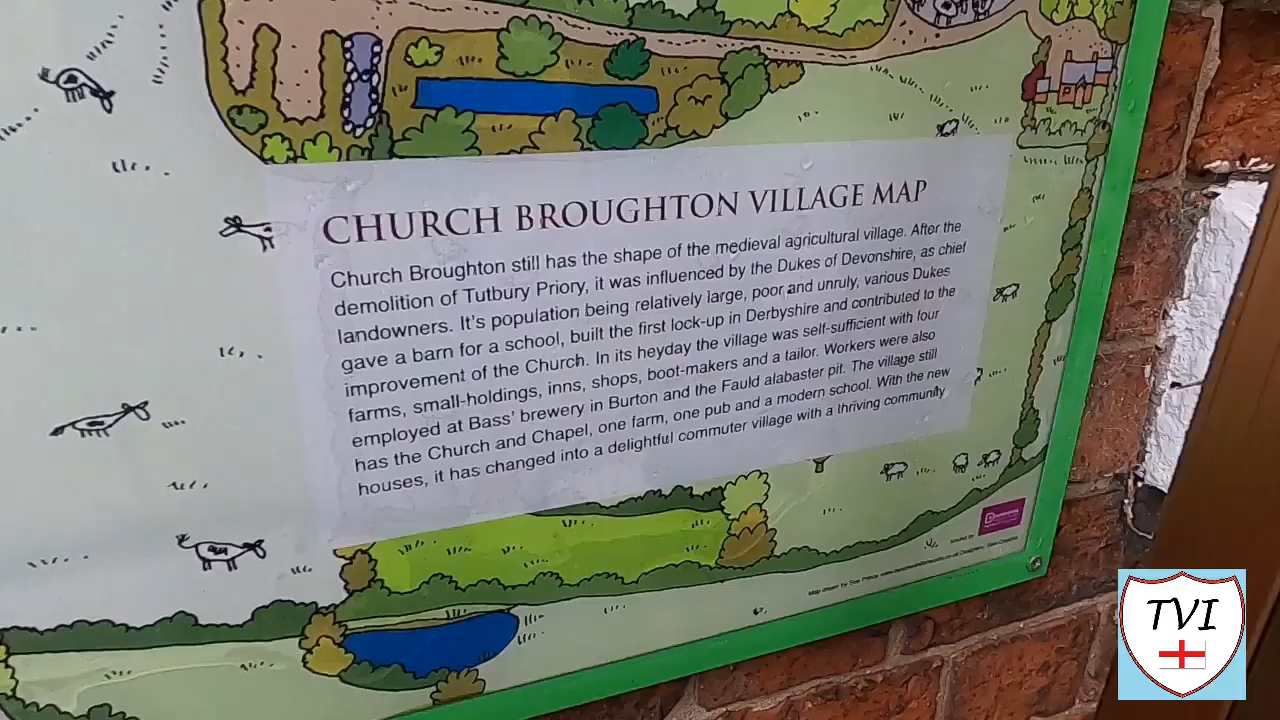 CHURCH BROUGHTON VILLAGE MAP
Church Broughton still has the shape of the medieval agricultural village. After the
demolition of Tutbury Priory, it was influenced by the Dukes of Devonshire, as chief
landowners. It's population being relatively large, poor and unruly, various Dukes
gave a barn for a school, built the first lock-up in Derbyshire and contributed to the
improvement of the Church. In its heyday the village was self-sufficient with four
farms, small-holdings, inns, shops, boot-makers and a tailor. Workers were also
employed at Bass' brewery in Burton and the Fauld alabaster pit. The village still
has the Church and Chapel, one farm, one pub and a modern school. With the new
houses, it has changed into a delightful commuter village with a thriving community
TVI